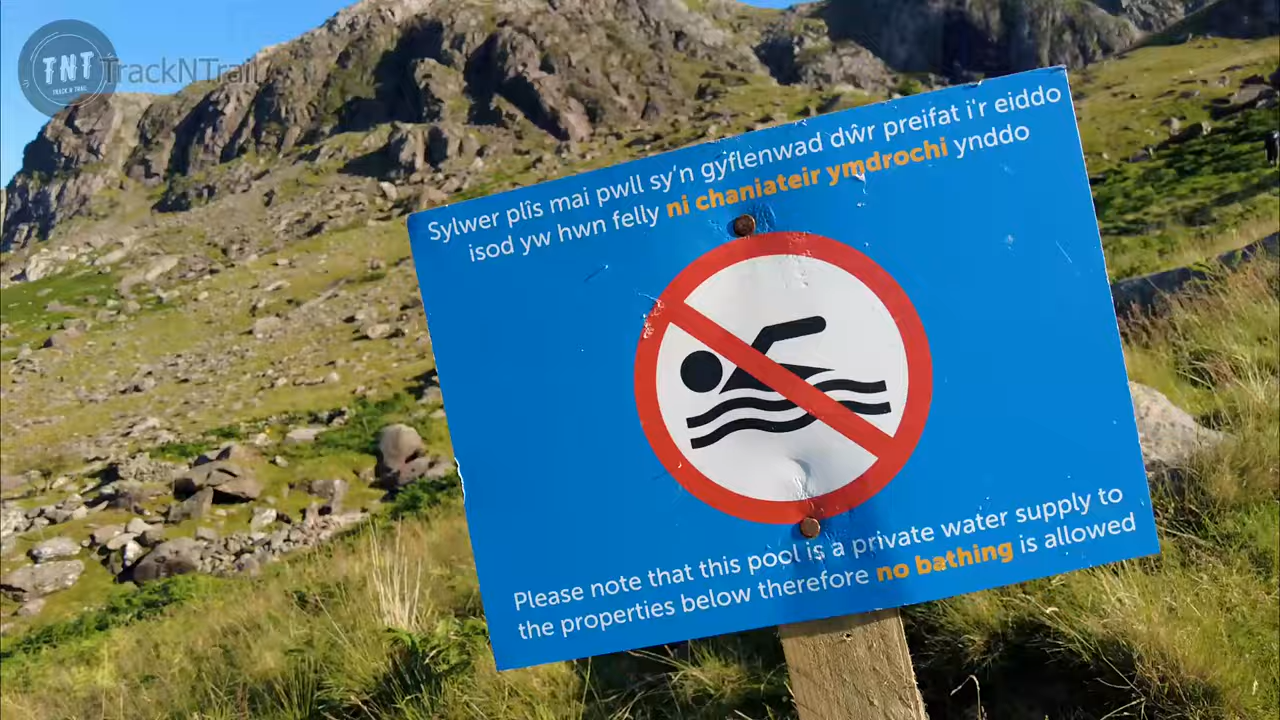 TNT
TRACK N TRAIL
TrackNTrail
Sylwer plîs mai pwll sy'n gyflenwad dŵr preifat i'r eiddo
isod yw hwn felly ni chaniateir ymdrochi ynddo
Please note that this pool is a private water supply to
the properties below therefore no bathing is allowed